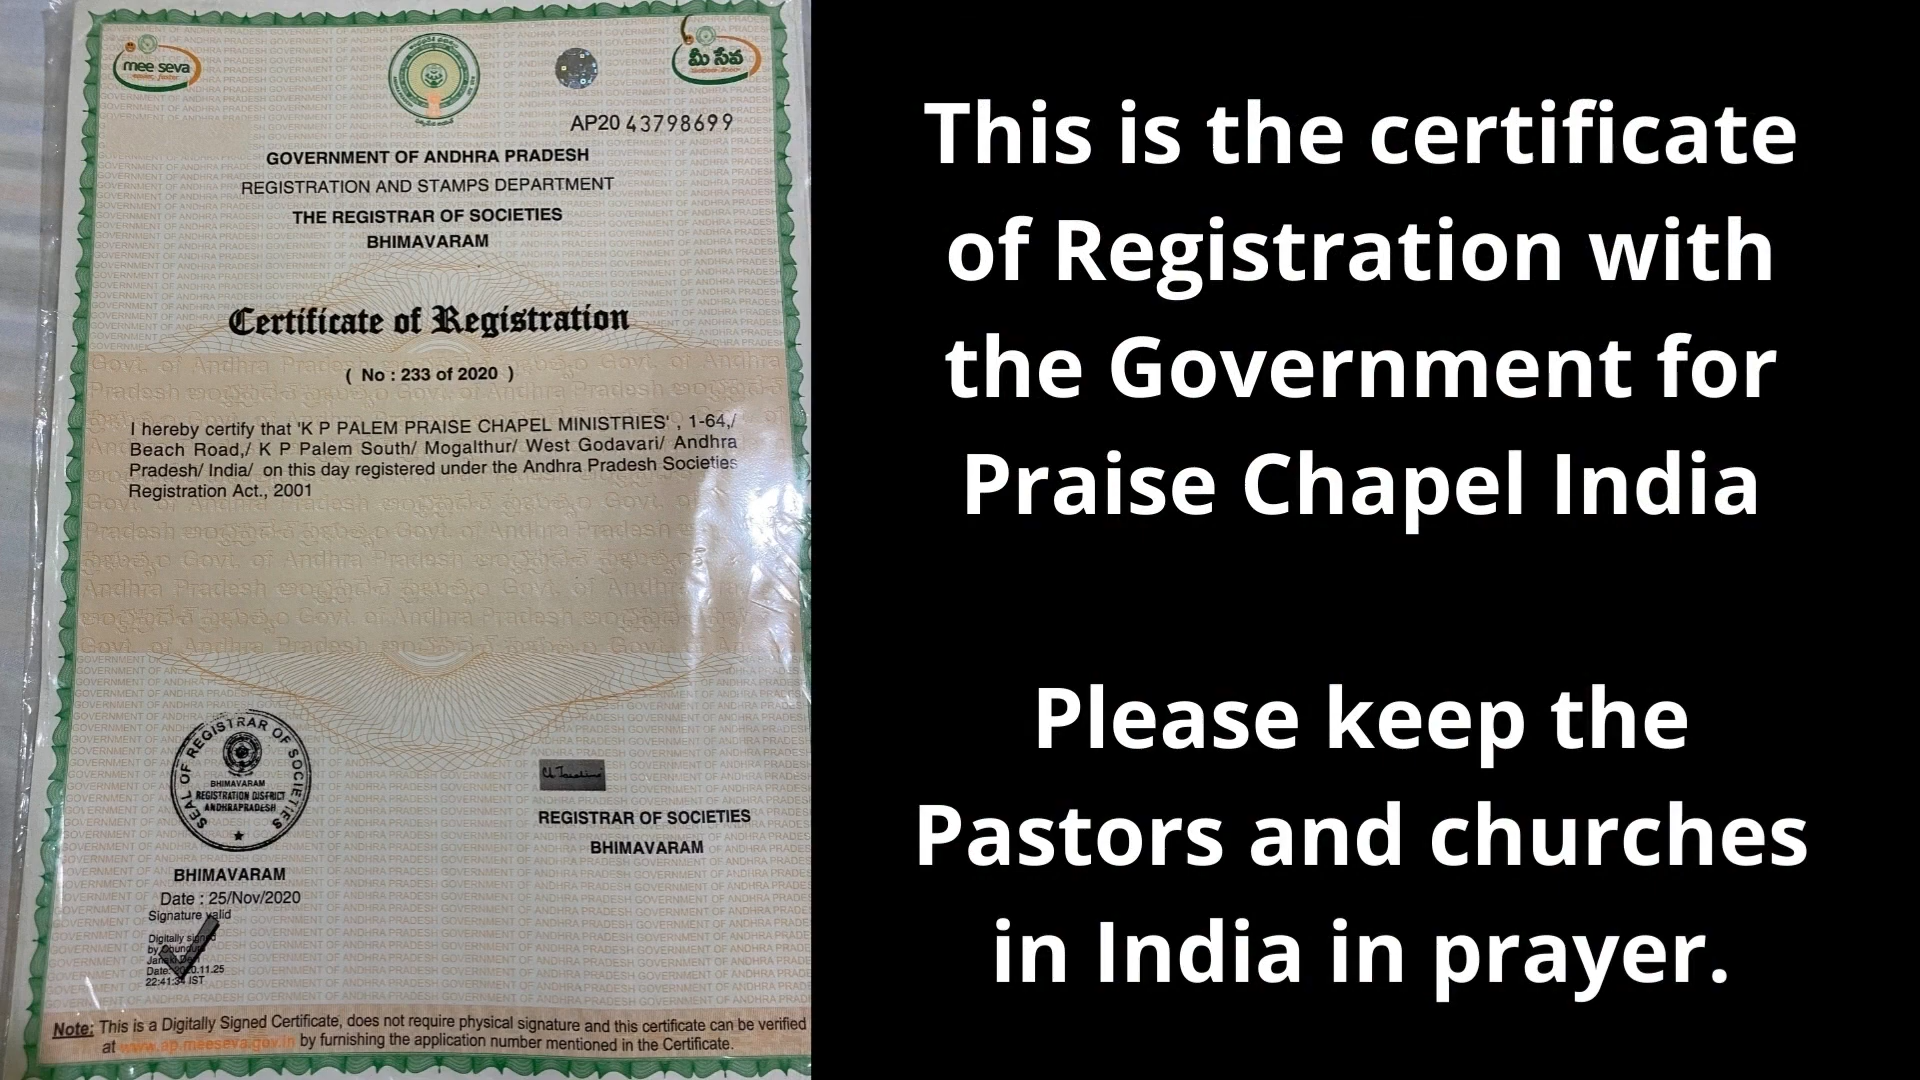 mee seva
మీ సేవ
AP20 43798699
GOVERNMENT OF ANDHRA PRADESH
REGISTRATION AND STAMPS DEPARTMENT
THE REGISTRAR OF SOCIETIES
BHIMAVARAM
Certificate of Registration
( No : 233 of 2020 )
I hereby certify that 'K P PALEM PRAISE CHAPEL MINISTRIES' , 1-64,/
Beach Road,/ K P Palem South/ Mogalthur/ West Godavari/ Andhra
Pradesh/ India/ on this day registered under the Andhra Pradesh Societies
Registration Act., 2001
SEAL OF REGISTRAR OF SOCIETIES
BHIMAVARAM
REGISTRATION DISTRICT
ANDHRAPRADESH
REGISTRAR OF SOCIETIES
BHIMAVARAM
BHIMAVARAM
Date : 25/Nov/2020
Signature valid
Digitally signed
by
Date: 2020.11.25
22:41:34 IST
Note: This is a Digitally Signed Certificate, does not require physical signature and this certificate can be verified
at www.ap.meeseva.gov.in by furnishing the application number mentioned in the Certificate.
This is the certificate
of Registration with
the Government for
Praise Chapel India
Please keep the
Pastors and churches
in India in prayer.